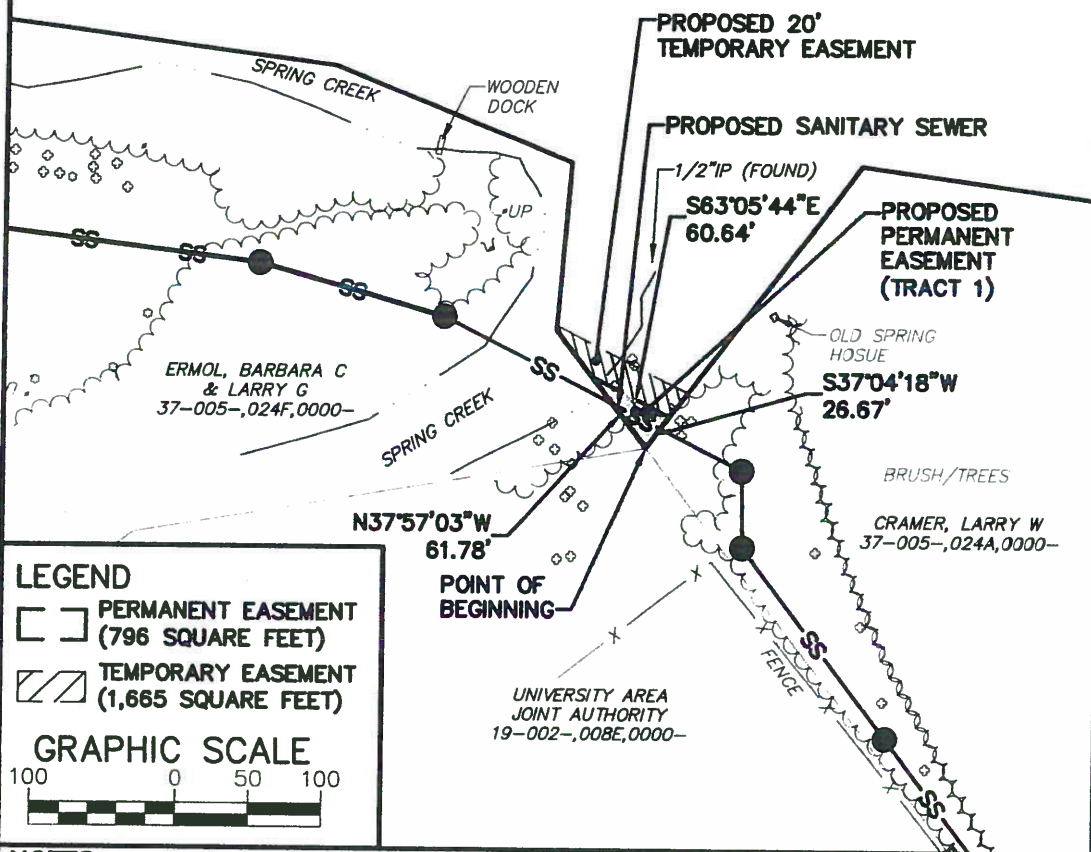 PROPOSED 20'
TEMPORARY EASEMENT
SPRING CREEK
WOODEN
DOCK
PROPOSED SANITARY SEWER
1/2"IP (FOUND)
S63°05'44"E
60.64'
UP
PROPOSED
PERMANENT
EASEMENT
(TRACT 1)
SS
SS
SS
SS
SS
OLD SPRING
HOSUE
S37°04'18"W
26.67'
ERMOL, BARBARA C
& LARRY G
37-005-,024F,0000-
SPRING CREEK
BRUSH/TREES
CRAMER, LARRY W
37-005-,024A,0000-
N37°57'03"W
61.78'
POINT OF
BEGINNING
X
X
X
X
X
FENCE
SS
SS
UNIVERSITY AREA
JOINT AUTHORITY
19-002-,008E,0000-
LEGEND
PERMANENT EASEMENT
(796 SQUARE FEET)
TEMPORARY EASEMENT
(1,665 SQUARE FEET)
GRAPHIC SCALE
100 0 50 100